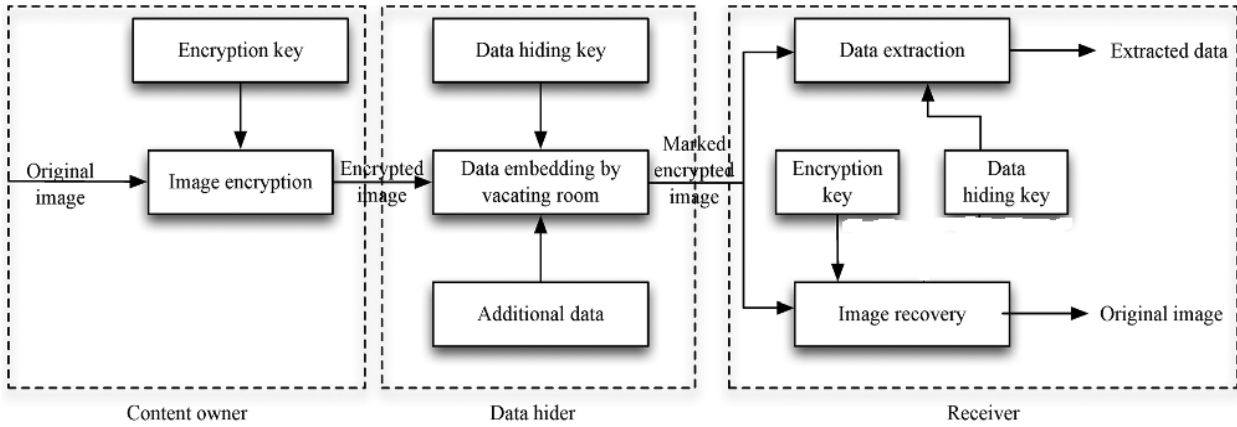 Encryption key
Original
image
Image encryption
Encrypted
image
Content owner
Data hiding key
Data embedding by
vacating room
Additional data
Marked
encrypted
image
Data hider
Data extraction
Extracted data
Encryption
key
Data
hiding key
Image recovery
Original image
Receiver